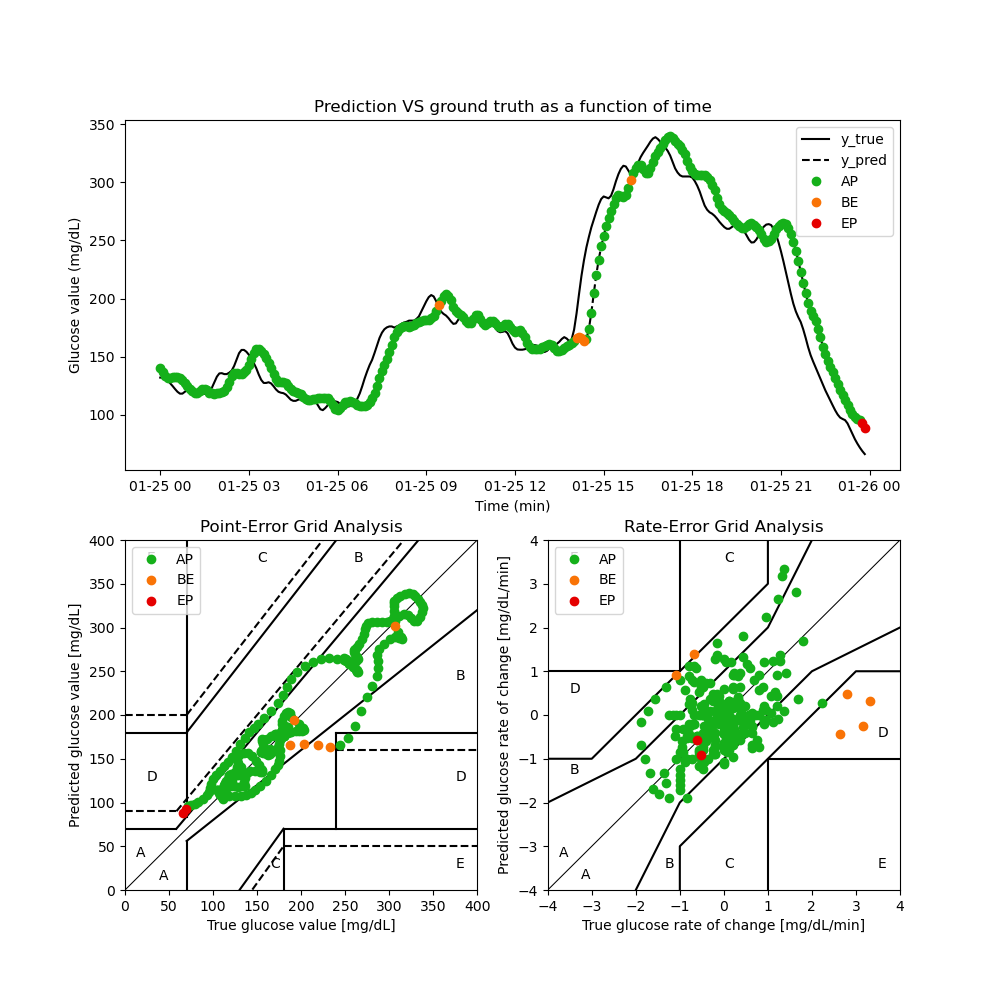 Prediction VS ground truth as a function of time
Glucose value (mg/dL)
350
300
250
200
150
100
y_true
y_pred
AP
BE
EP
01-25 00
01-25 03
01-25 06
01-25 09
01-25 12
01-25 15
01-25 18
01-25 21
01-26 00
Time (min)
Point-Error Grid Analysis
Predicted glucose value [mg/dL]
400
350
300
250
200
150
100
50
0
AP
BE
EP
C
B
B
D
D
A
A
C
E
0
50
100
150
200
250
300
350
400
True glucose value [mg/dL]
Rate-Error Grid Analysis
Predicted glucose rate of change [mg/dL/min]
4
3
2
1
0
−1
−2
−3
−4
AP
BE
EP
C
D
D
B
A
A
B
C
E
−4
−3
−2
−1
0
1
2
3
4
True glucose rate of change [mg/dL/min]